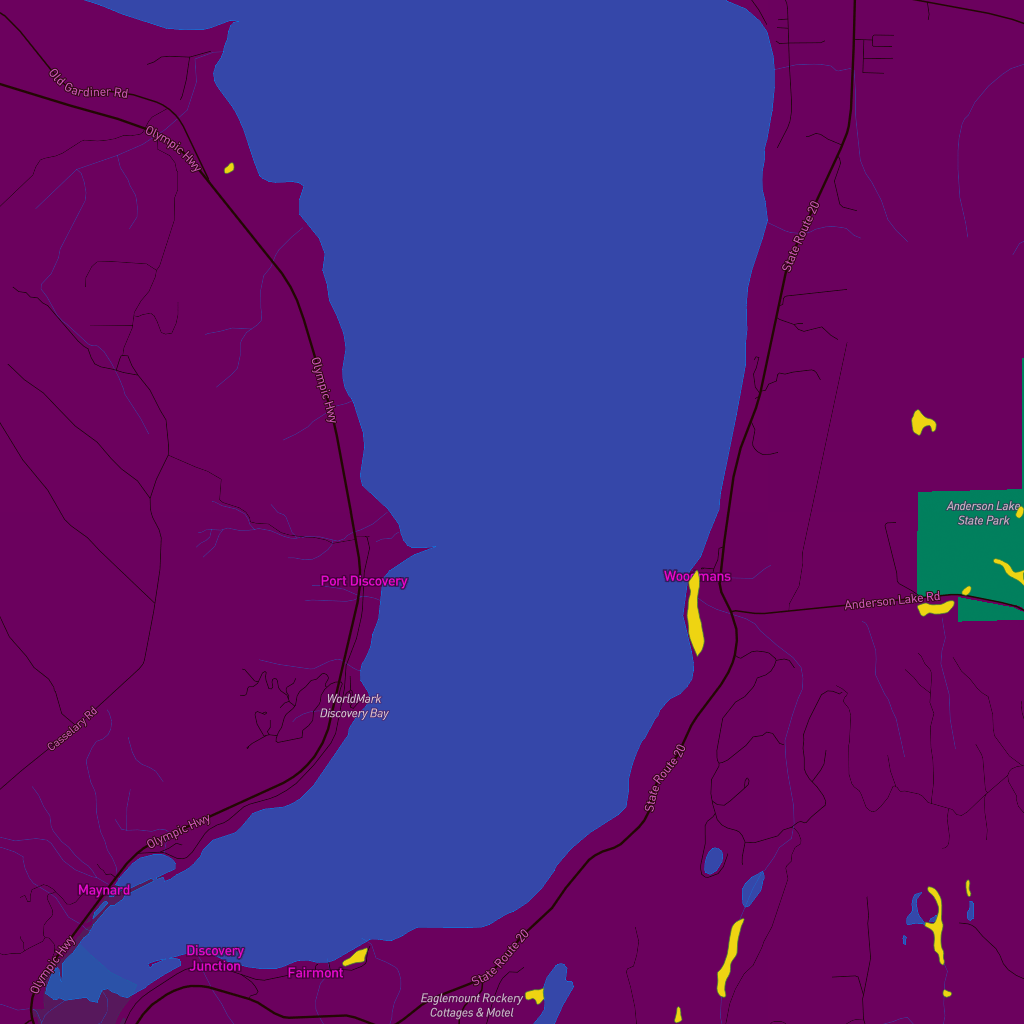 Old Gardiner Rd
Olympic Hwy
State Route 20
Olympic Hwy
Anderson Lake
State Park
Port Discovery
Woodmans
Anderson Lake Rd
WorldMark
Discovery Bay
Casselary Rd
State Route 20
Olympic Hwy
Maynard
Discovery
Junction
Olympic Hwy
Fairmont
State Route 20
Eaglemount Rockery
Cottages & Motel